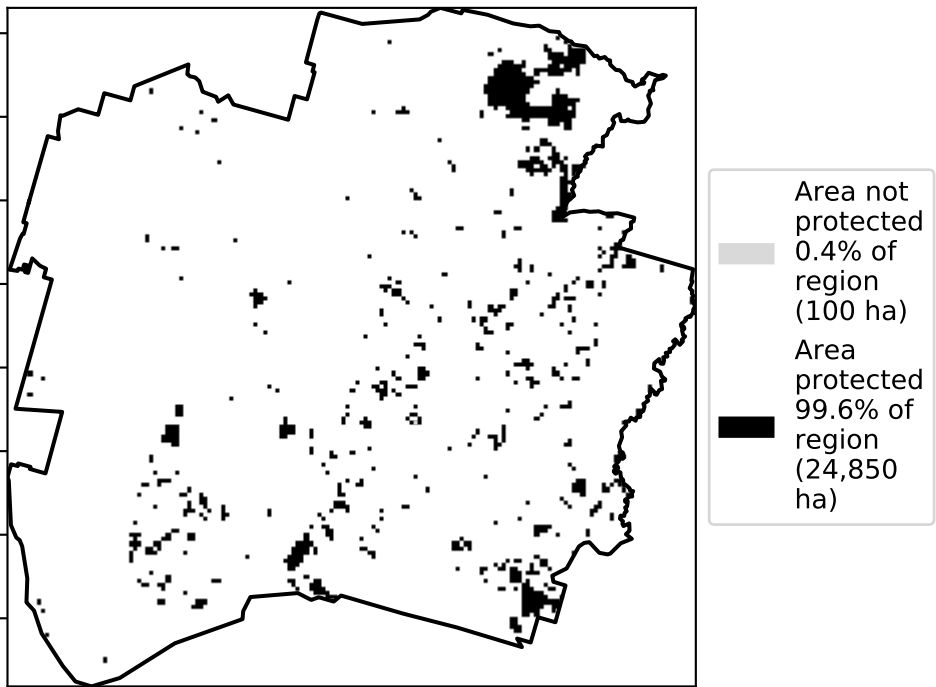 Area not
protected
0.4% of
region
(100 ha)
Area
protected
99.6% of
region
(24,850
ha)